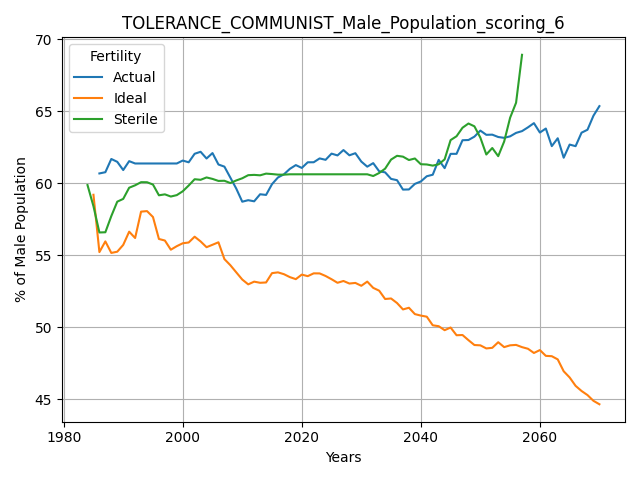 TOLERANCE_COMMUNIST_Male_Population_scoring_6
Fertility
Actual
Ideal
Sterile
70
65
60
55
50
45
% of Male Population
1980
2000
2020
2040
2060
Years